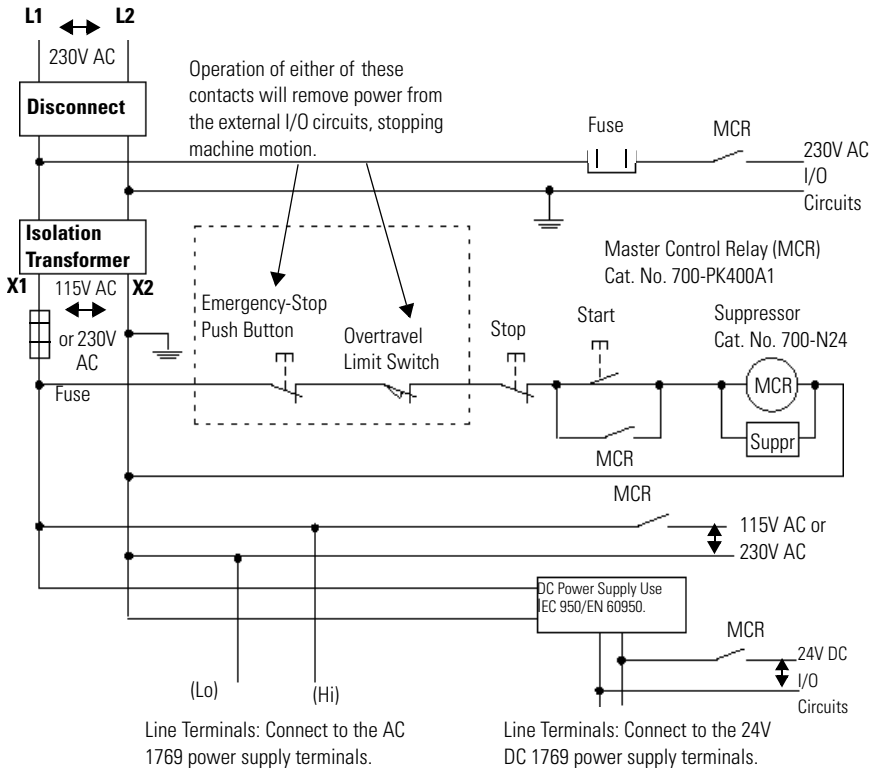 L1 L2
230V AC
Disconnect
Operation of either of these
contacts will remove power from
the external I/O circuits, stopping
machine motion.
Fuse
MCR
230V AC
I/O
Circuits
Isolation
Transformer
X1 115V AC X2
or 230V
AC
Fuse
Emergency-Stop
Push Button
Overtravel
Limit Switch
Stop
Start
Master Control Relay (MCR)
Cat. No. 700-PK400A1
Suppressor
Cat. No. 700-N24
MCR
Suppr
MCR
MCR
115V AC or
230V AC
DC Power Supply Use
IEC 950/EN 60950.
MCR
24V DC
I/O
Circuits
(Lo) (Hi)
Line Terminals: Connect to the AC
1769 power supply terminals.
Line Terminals: Connect to the 24V
DC 1769 power supply terminals.